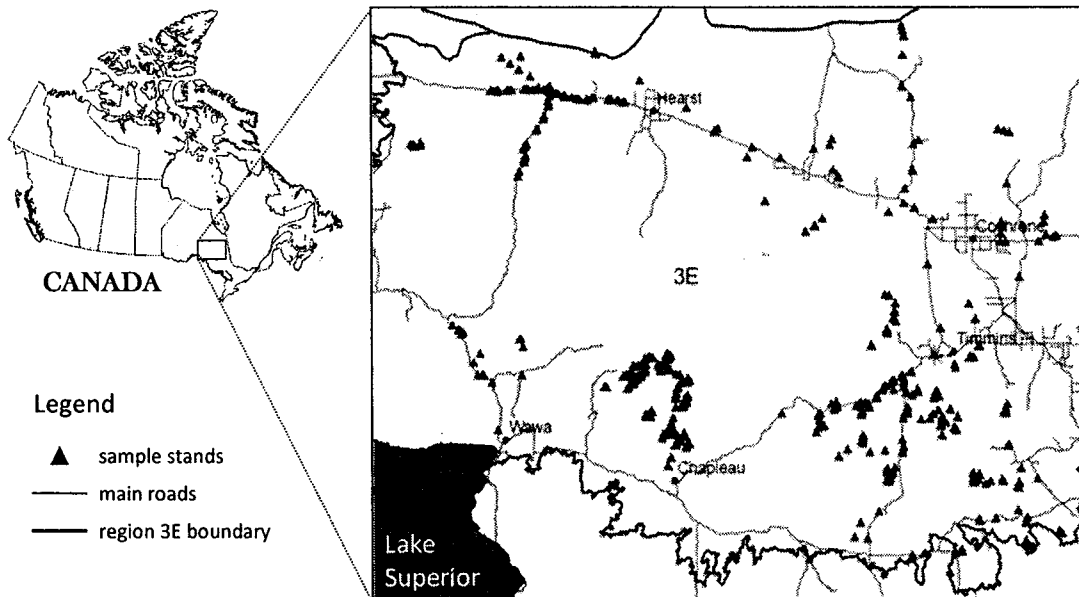 CANADA
Legend
sample stands
main roads
region 3E boundary
Hearst
Cochrane
3E
Timmins
Wawa
Chapleau
Lake
Superior